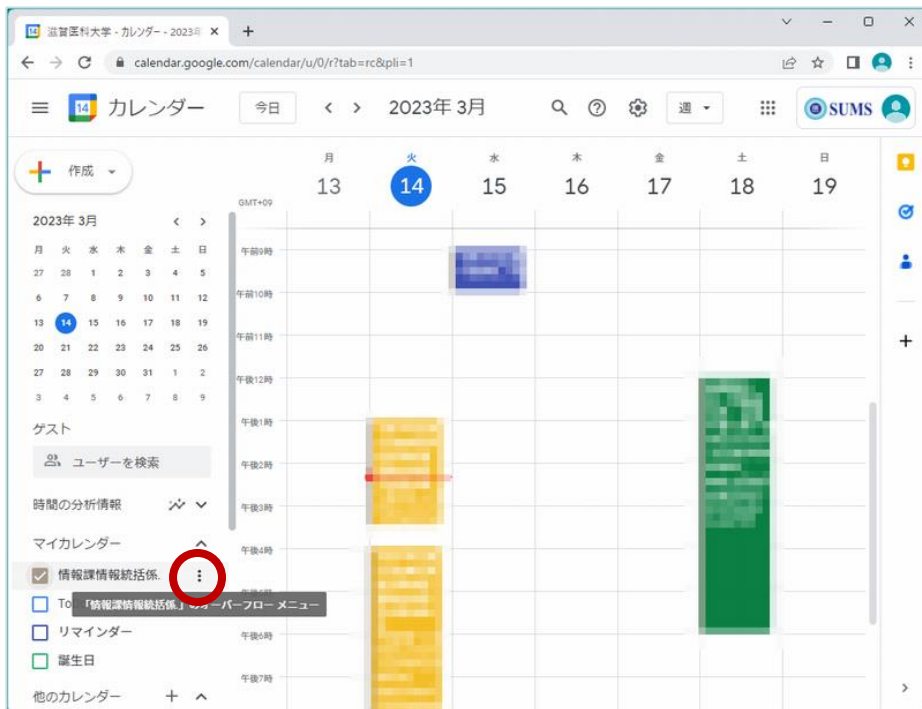 滋賀医科大学 - カレンダー - 2023年
calendar.google.com/calendar/u/0/r?tab=rc&pli=1
14 カレンダー 今日 2023年 3月 週 SUMS
作成
月 火 水 木 金 土 日
13 14 15 16 17 18 19
GMT+09
2023年 3月
月 火 水 木 金 土 日
27 28 1 2 3 4 5
6 7 8 9 10 11 12
13 14 15 16 17 18 19
20 21 22 23 24 25 26
27 28 29 30 31 1 2
3 4 5 6 7 8 9
ゲスト
ユーザーを検索
時間の分析情報
マイカレンダー
情報課情報統括係.
「情報課情報統括係.」のオーバーフロー メニュー
リマインダー
誕生日
他のカレンダー
午前9時
午前10時
午前11時
午後12時
午後1時
午後2時
午後3時
午後4時
午後6時
午後7時